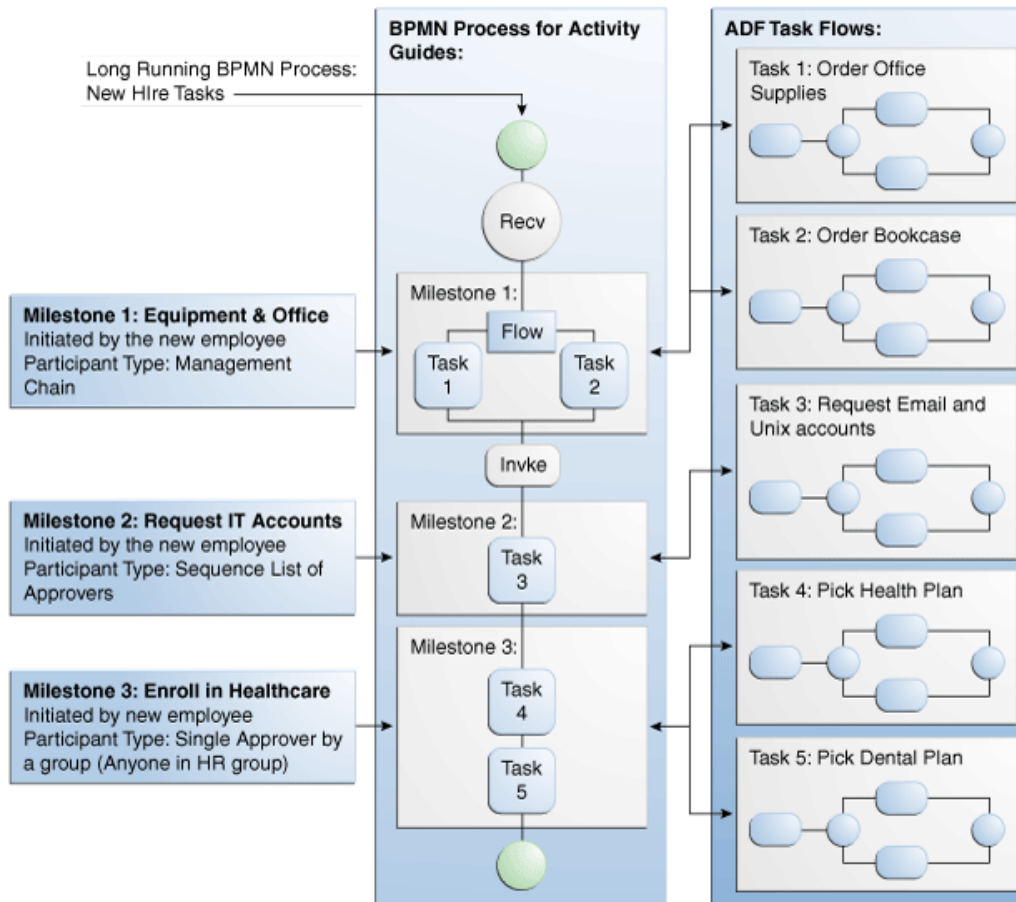 Long Running BPMN Process:
New HIre Tasks
BPMN Process for Activity
Guides:
Recv
Milestone 1:
Flow
Task
1
Task
2
Invke
Milestone 2:
Task
3
Milestone 3:
Task
4
Task
5
Milestone 1: Equipment & Office
Initiated by the new employee
Participant Type: Management
Chain
Milestone 2: Request IT Accounts
Initiated by the new employee
Participant Type: Sequence List of
Approvers
Milestone 3: Enroll in Healthcare
Initiated by new employee
Participant Type: Single Approver by
a group (Anyone in HR group)
ADF Task Flows:
Task 1: Order Office
Supplies
Task 2: Order Bookcase
Task 3: Request Email and
Unix accounts
Task 4: Pick Health Plan
Task 5: Pick Dental Plan